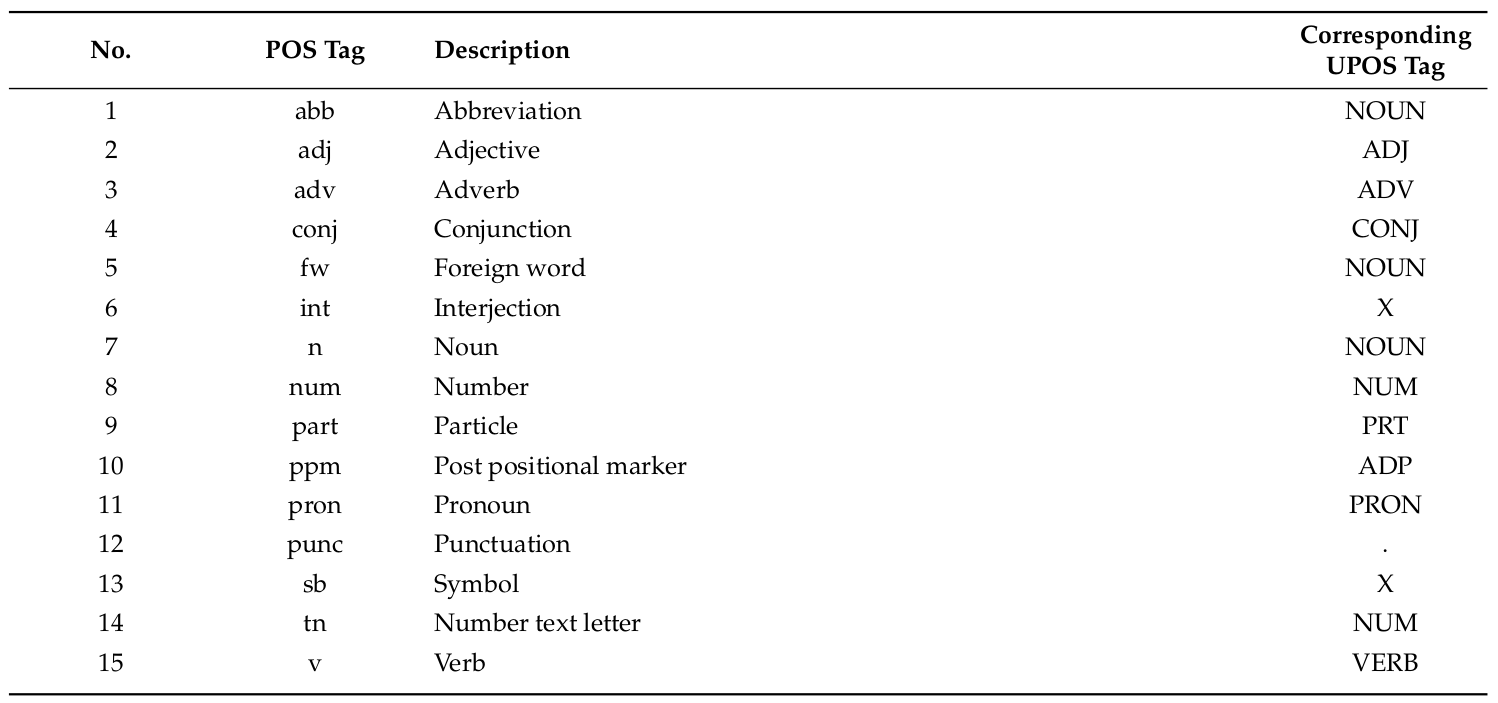 No. POS Tag Description Corresponding UPOS Tag
1 abb Abbreviation NOUN
2 adj Adjective ADJ
3 adv Adverb ADV
4 conj Conjunction CONJ
5 fw Foreign word NOUN
6 int Interjection X
7 n Noun NOUN
8 num Number NUM
9 part Particle PRT
10 ppm Post positional marker ADP
11 pron Pronoun PRON
12 punc Punctuation .
13 sb Symbol X
14 tn Number text letter NUM
15 v Verb VERB